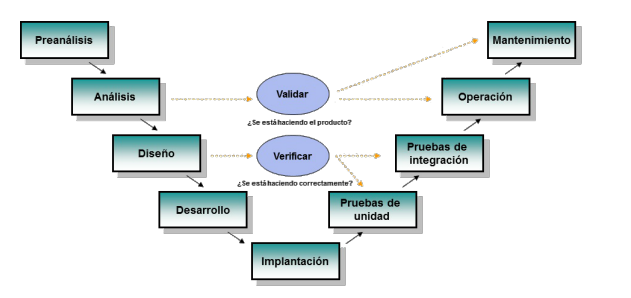 Preanálisis
Mantenimiento
Análisis
Validar
Operación
¿Se está haciendo el producto?
Diseño
Verificar
Pruebas de
integración
¿Se está haciendo correctamente?
Desarrollo
Pruebas de
unidad
Implantación